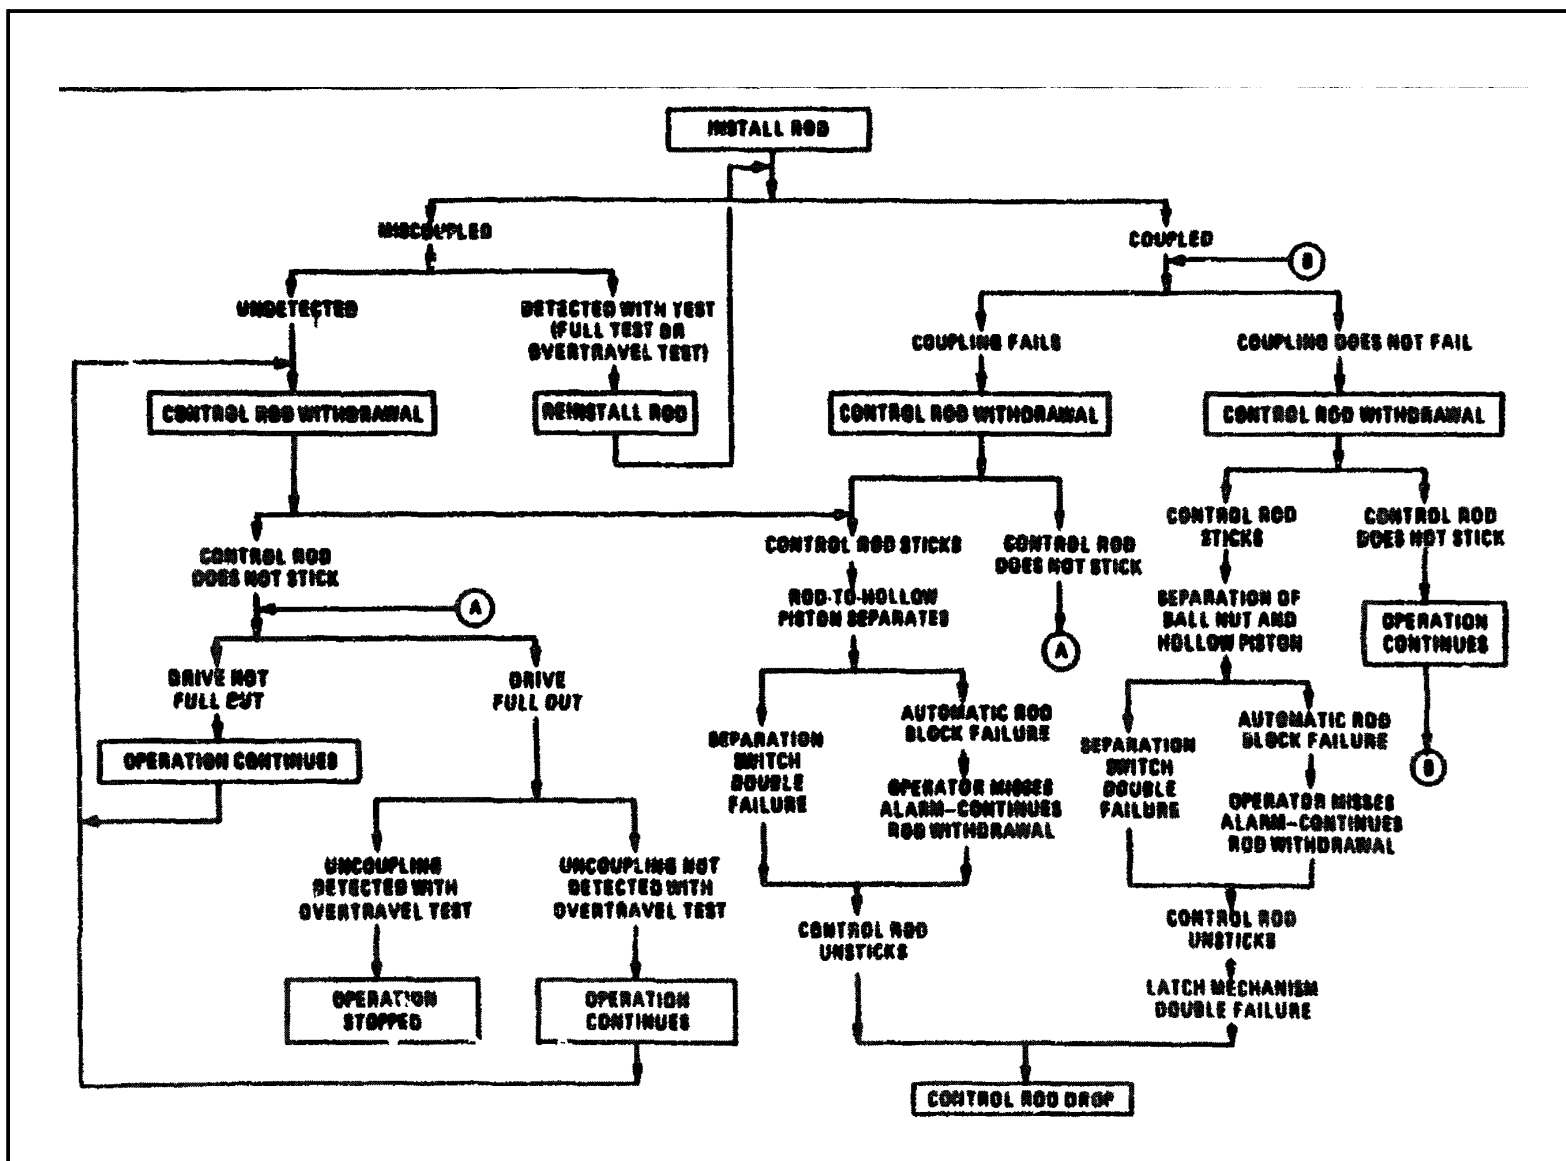 INSTALL ROD
MISCOUPLED
COUPLED
B
UNDETECTED
DETECTED WITH TEST
(FULL TEST OR
OVERTRAVEL TEST)
COUPLING FAILS
COUPLING DOES NOT FAIL
CONTROL ROD WITHDRAWAL
REINSTALL ROD
CONTROL ROD WITHDRAWAL
CONTROL ROD WITHDRAWAL
CONTROL ROD
DOES NOT STICK
CONTROL ROD STICKS
CONTROL ROD
DOES NOT STICK
CONTROL ROD
STICKS
CONTROL ROD
DOES NOT STICK
A
ROD-TO-HOLLOW
PISTON SEPARATES
A
SEPARATION OF
BALL NUT AND
HOLLOW PISTON
OPERATION
CONTINUES
DRIVE NOT
FULL OUT
DRIVE
FULL OUT
SEPARATION
SWITCH
DOUBLE
FAILURE
AUTOMATIC ROD
BLOCK FAILURE
SEPARATION
SWITCH
DOUBLE
FAILURE
AUTOMATIC ROD
BLOCK FAILURE
B
OPERATION CONTINUES
OPERATOR MISSES
ALARM-CONTINUES
ROD WITHDRAWAL
OPERATOR MISSES
ALARM-CONTINUES
ROD WITHDRAWAL
UNCOUPLING
DETECTED WITH
OVERTRAVEL TEST
UNCOUPLING NOT
DETECTED WITH
OVERTRAVEL TEST
CONTROL ROD
UNSTICKS
CONTROL ROD
UNSTICKS
OPERATION
STOPPED
OPERATION
CONTINUES
LATCH MECHANISM
DOUBLE FAILURE
CONTROL ROD DROP